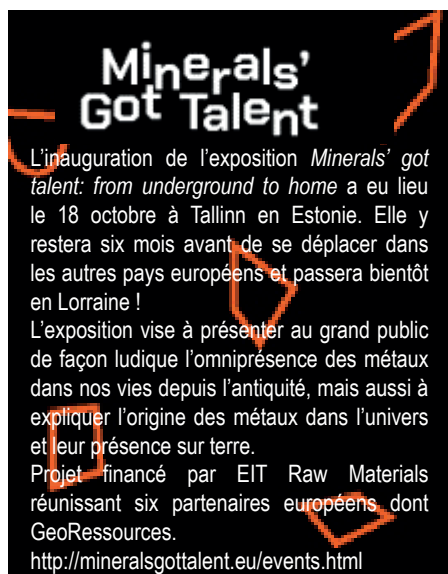 Minerals'
Got Talent
L'inauguration de l'exposition Minerals' got
talent: from underground to home a eu lieu
le 18 octobre à Tallinn en Estonie. Elle y
restera six mois avant de se déplacer dans
les autres pays européens et passera bientôt
en Lorraine !
L'exposition vise à présenter au grand public
de façon ludique l'omniprésence des métaux
dans nos vies depuis l'antiquité, mais aussi à
expliquer l'origine des métaux dans l'univers
et leur présence sur terre.
Projet financé par EIT Raw Materials
réunissant six partenaires européens dont
GeoRessources.
http://mineralsgottalent.eu/events.html